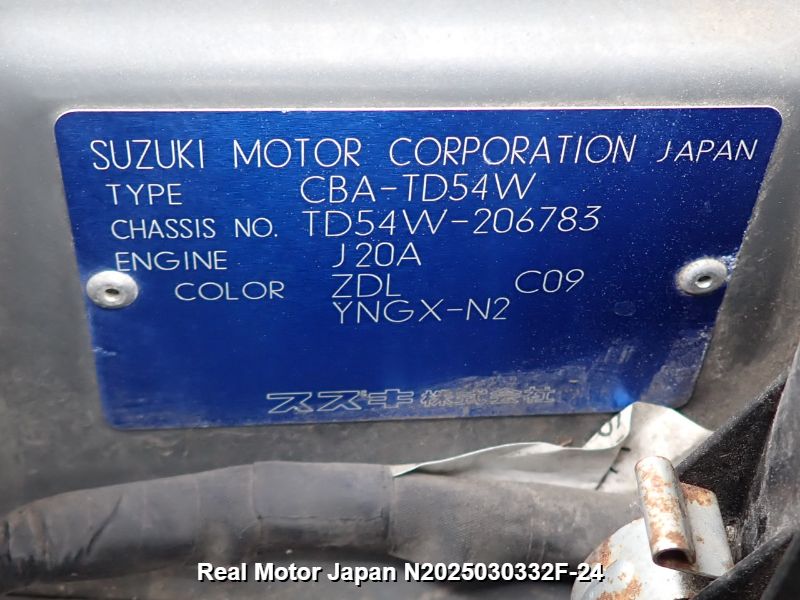 SUZUKI MOTOR CORPORATION JAPAN
TYPE CBA-TD54W
CHASSIS NO. TD54W-206783
ENGINE J20A
COLOR ZDL C09
YNGX-N2
スズキ株式会社
Real Motor Japan N2025030332F-24